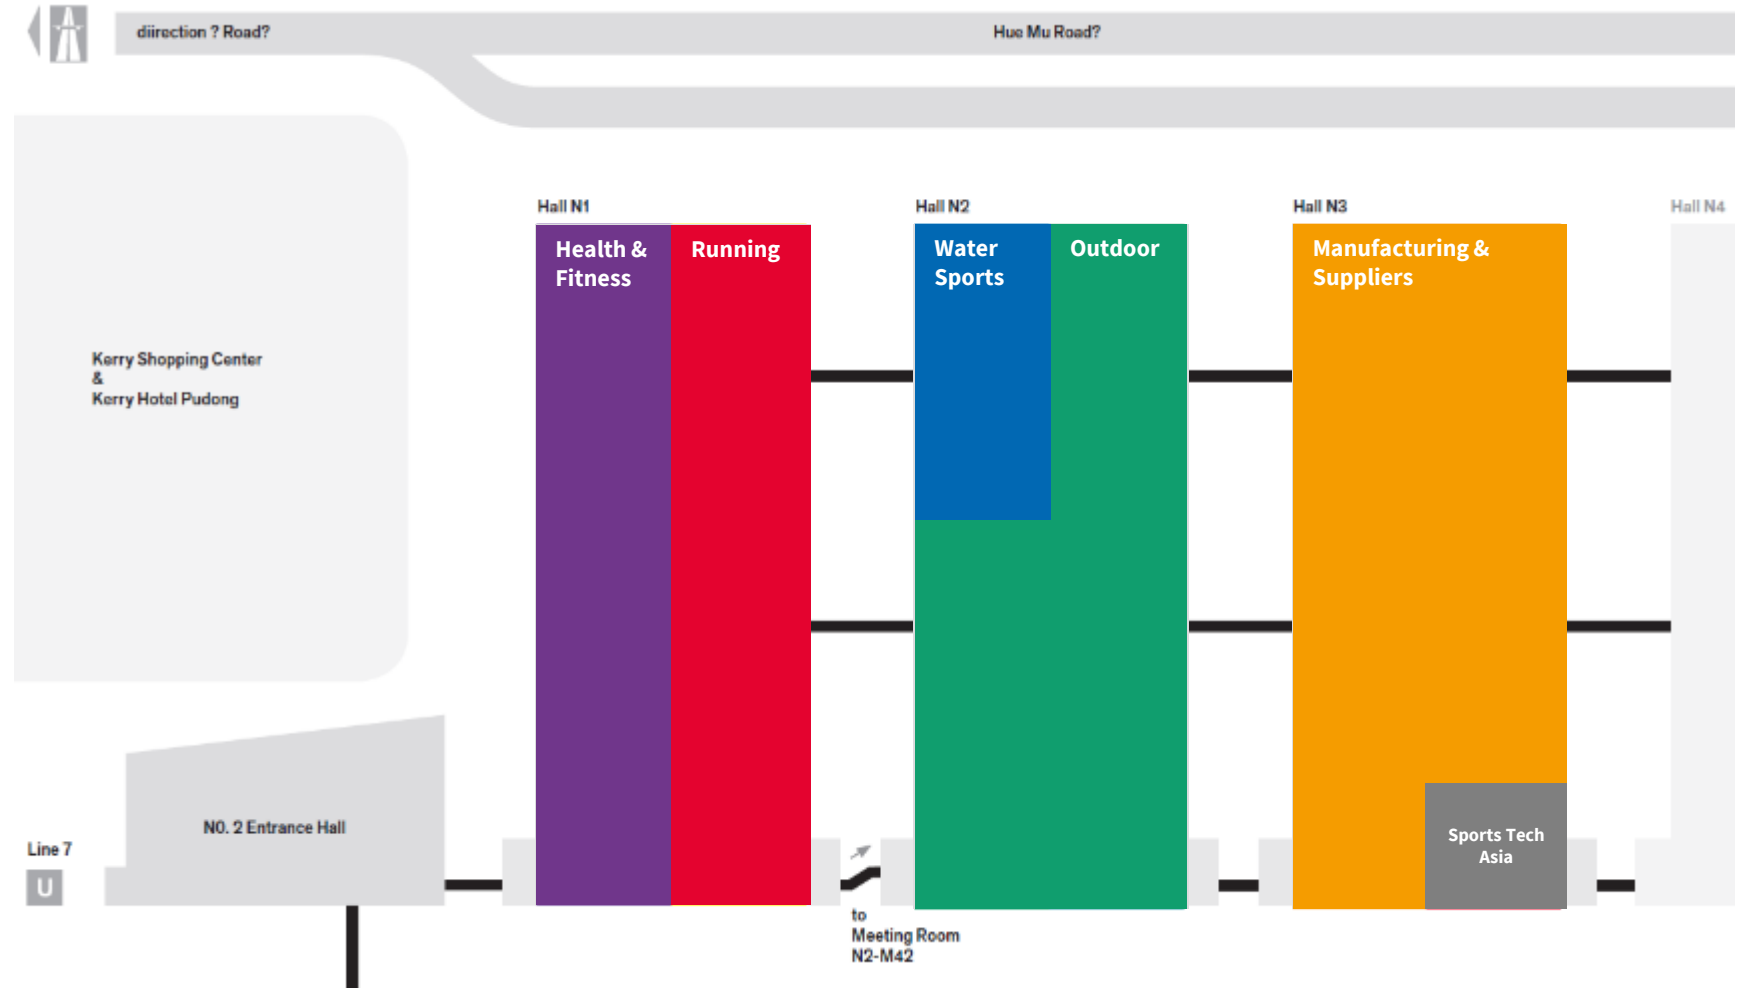 diirection ? Road?
Hue Mu Road?
Hall N1
Hall N2
Hall N3
Hall N4
Health &
Fitness
Running
Water
Sports
Outdoor
Manufacturing &
Suppliers
Kerry Shopping Center
&
Kerry Hotel Pudong
NO. 2 Entrance Hall
Line 7
U
Sports Tech
Asia
to
Meeting Room
N2-M42